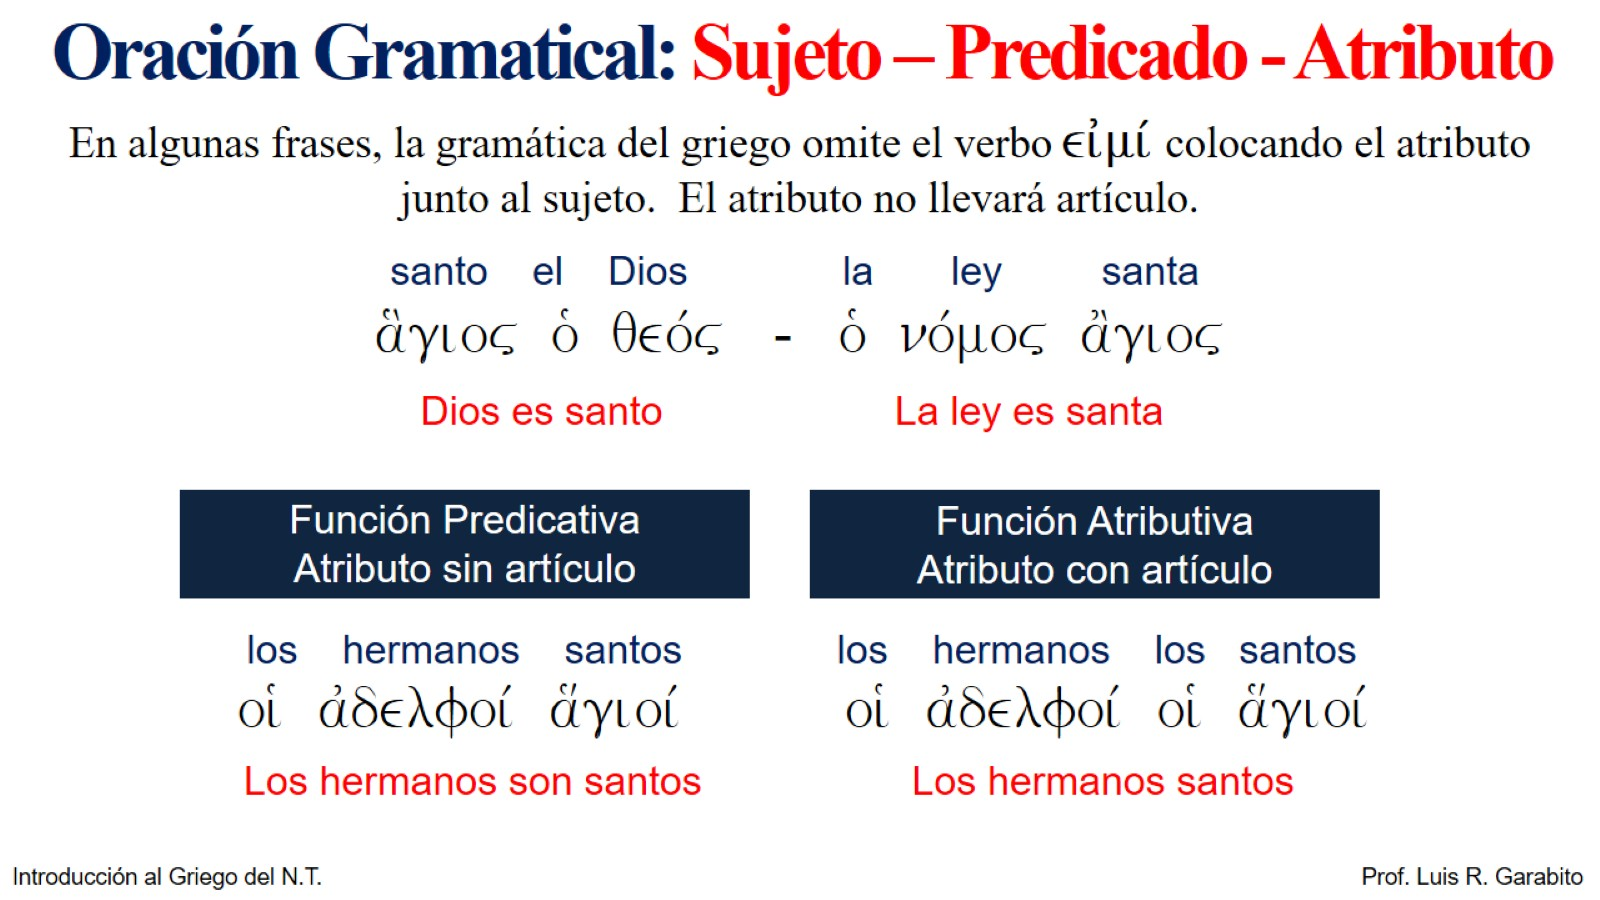 Oración Gramatical: Sujeto – Predicado - Atributo
En algunas frases, la gramática del griego omite el verbo εἰμί colocando el atributo
junto al sujeto.  El atributo no llevará artículo.
santo el Dios la ley santa
ἃγιος ὁ θεός - ὁ νόμος ἂγιος
Dios es santo La ley es santa
Función Predicativa
Atributo sin artículo
Función Atributiva
Atributo con artículo
los hermanos santos
οἱ ἀδελφοί ἅγιοί
Los hermanos son santos
los hermanos los santos
οἱ ἀδελφοί οἱ ἅγιοί
Los hermanos santos
Introducción al Griego del N.T.
Prof. Luis R. Garabito